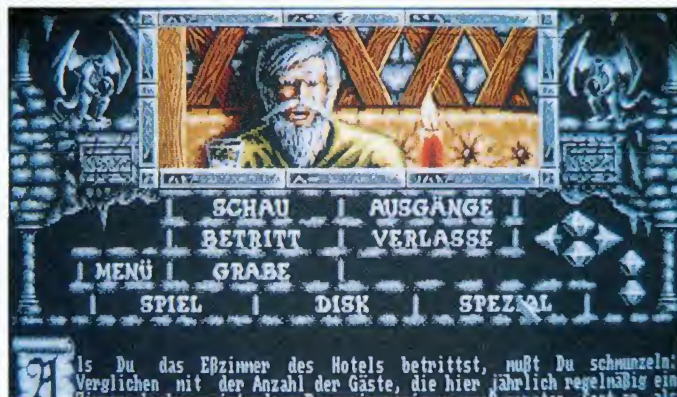 SCHAU AUSGÄNGE
BETRITT VERLASSE
MENÜ GRABE
SPIEL DISK SPEZIAL
Als Du das Eßzimmer des Hotels betrittst, mußt Du schmunzeln:
Verglichen mit der Anzahl der Gäste, die hier jährlich regelmäßig ein